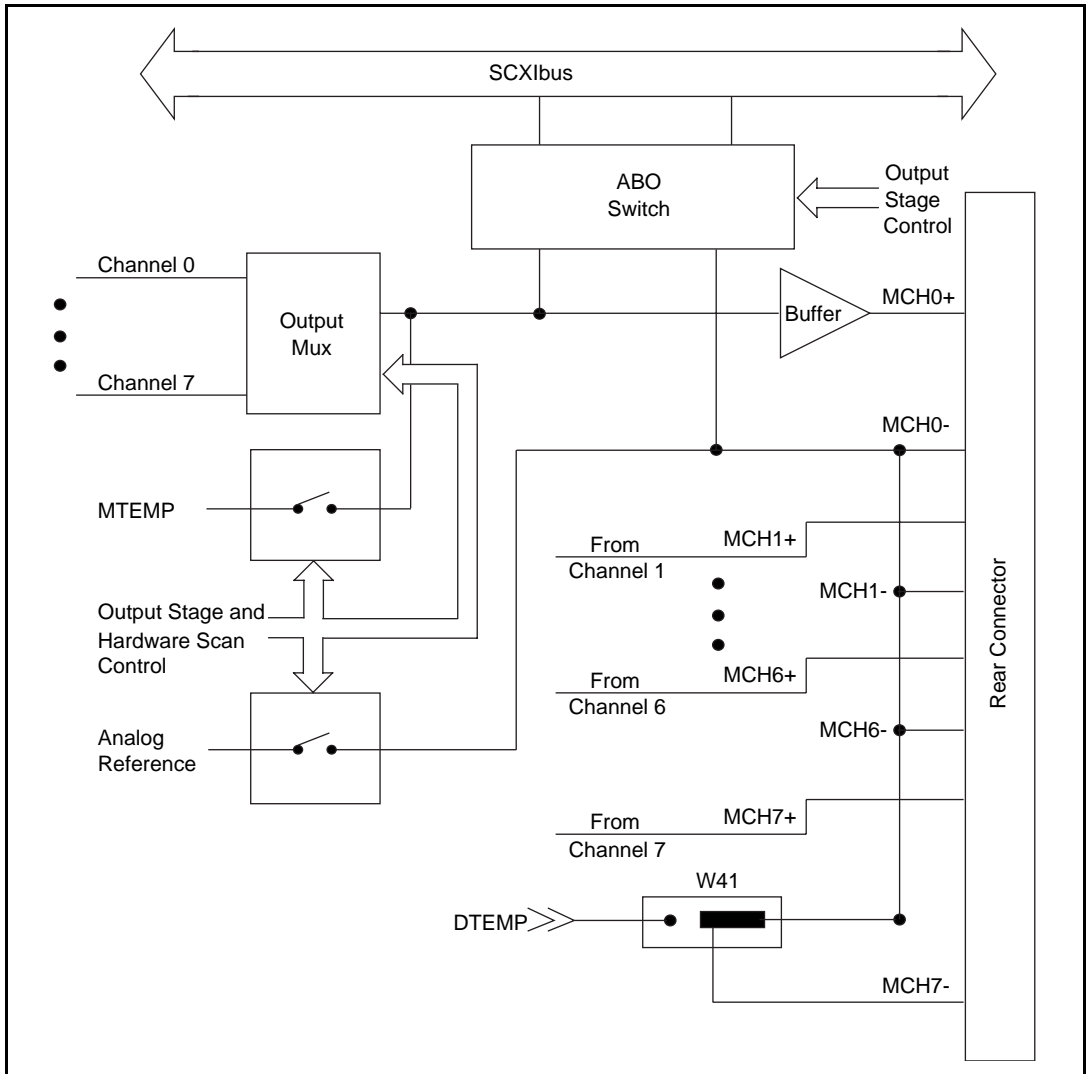 SCXIbus
ABO
Switch
Output
Stage
Control
Channel 0
Output
Mux
Buffer
MCH0+
Channel 7
MCH0-
MTEMP
From
Channel 1
MCH1+
MCH1-
Output Stage and
Hardware Scan
Control
From
Channel 6
MCH6+
MCH6-
Analog
Reference
From
Channel 7
MCH7+
W41
DTEMP
MCH7-
Rear Connector